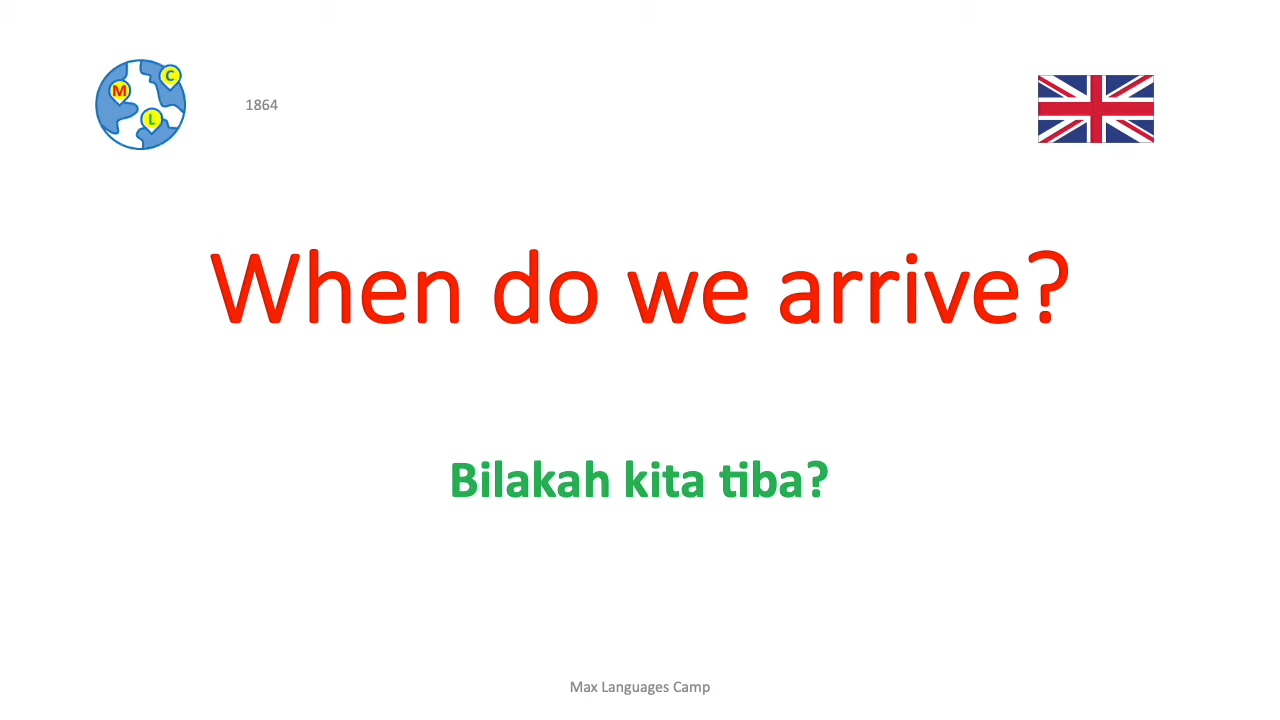 M
C
L
1864
When do we arrive?
Bilakah kita tiba?
Max Languages Camp